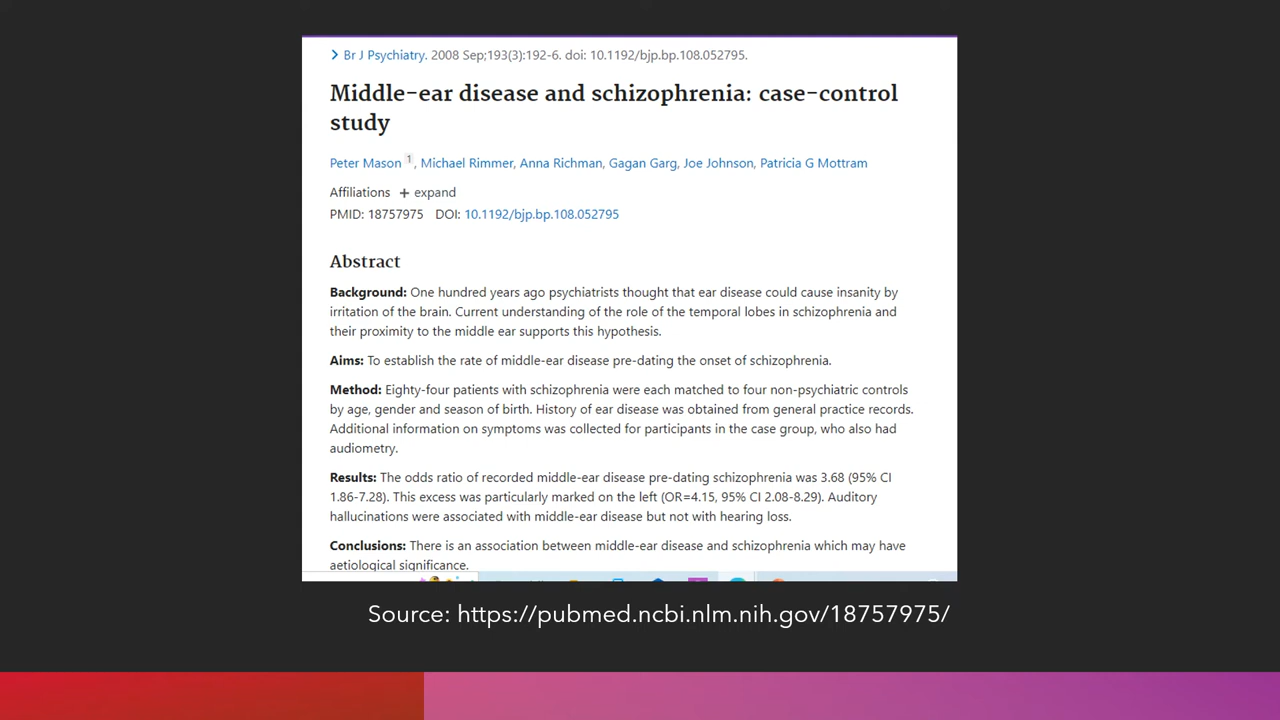 Br J Psychiatry. 2008 Sep;193(3):192-6. doi: 10.1192/bjp.bp.108.052795.
Middle-ear disease and schizophrenia: case-control
study
Peter Mason 1, Michael Rimmer, Anna Richman, Gagan Garg, Joe Johnson, Patricia G Mottram
Affiliations + expand
PMID: 18757975 DOI: 10.1192/bjp.bp.108.052795
Abstract
Background: One hundred years ago psychiatrists thought that ear disease could cause insanity by
irritation of the brain. Current understanding of the role of the temporal lobes in schizophrenia and
their proximity to the middle ear supports this hypothesis.
Aims: To establish the rate of middle-ear disease pre-dating the onset of schizophrenia.
Method: Eighty-four patients with schizophrenia were each matched to four non-psychiatric controls
by age, gender and season of birth. History of ear disease was obtained from general practice records.
Additional information on symptoms was collected for participants in the case group, who also had
audiometry.
Results: The odds ratio of recorded middle-ear disease pre-dating schizophrenia was 3.68 (95% CI
1.86-7.28). This excess was particularly marked on the left (OR=4.15, 95% CI 2.08-8.29). Auditory
hallucinations were associated with middle-ear disease but not with hearing loss.
Conclusions: There is an association between middle-ear disease and schizophrenia which may have
aetiological significance.
Source: https://pubmed.ncbi.nlm.nih.gov/18757975/